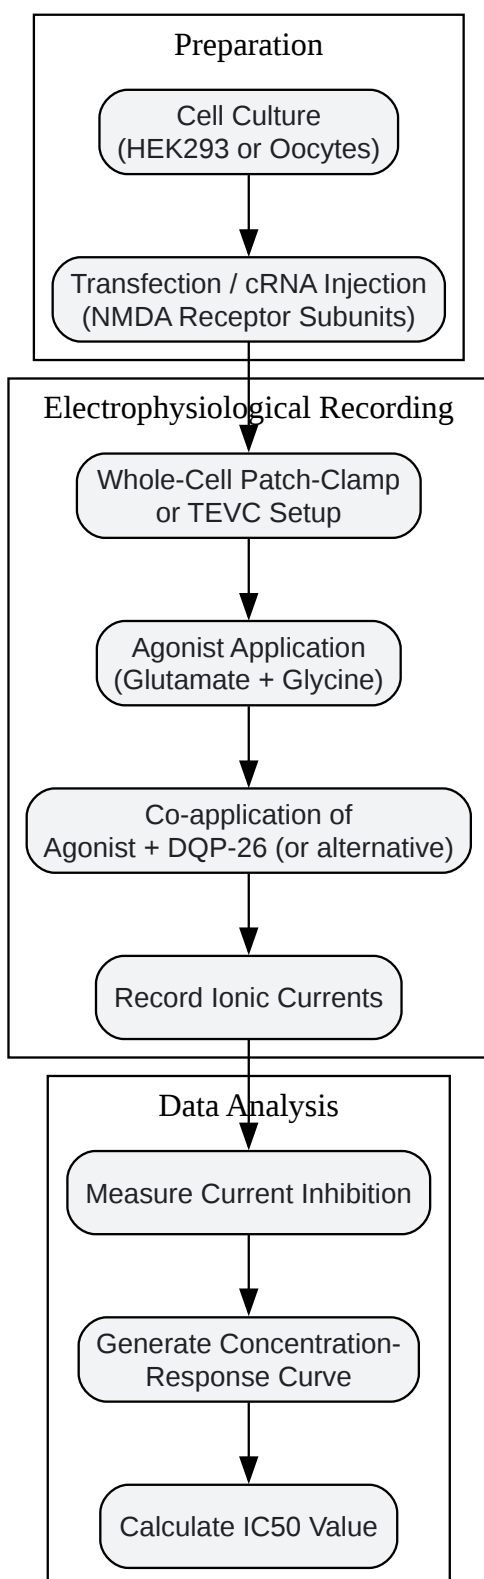 Preparation
Cell Culture
(HEK293 or Oocytes)
Transfection / cRNA Injection
(NMDA Receptor Subunits)
Electrophysiological Recording
Whole-Cell Patch-Clamp
or TEVC Setup
Agonist Application
(Glutamate + Glycine)
Co-application of
Agonist + DQP-26 (or alternative)
Record Ionic Currents
Data Analysis
Measure Current Inhibition
Generate Concentration-
Response Curve
Calculate IC50 Value